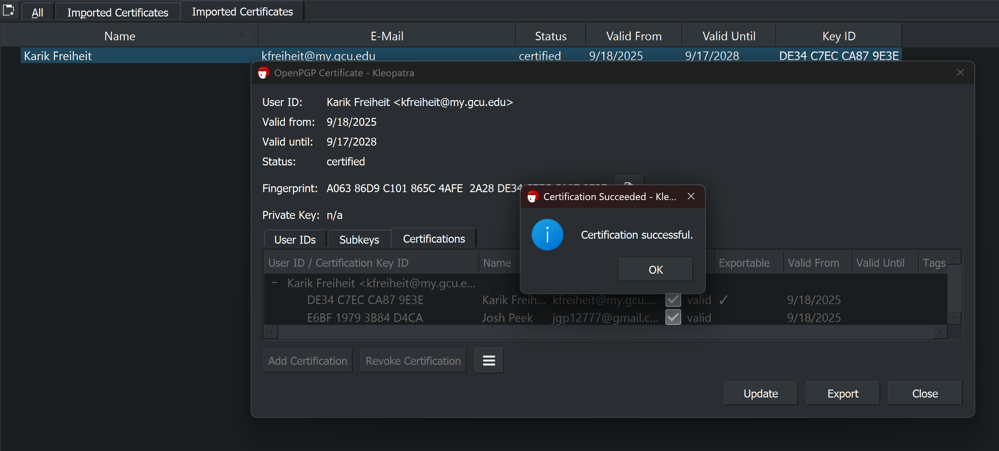 All Imported Certificates Imported Certificates
Name E-Mail Status Valid From Valid Until Key ID
Karik Freiheit kfreiheit@my.gcu.edu certified 9/18/2025 9/17/2028 DE34 C7EC CA87 9E3E
OpenPGP Certificate - Kleopatra
User ID: Karik Freiheit <kfreiheit@my.gcu.edu>
Valid from: 9/18/2025
Valid until: 9/17/2028
Status: certified
Fingerprint: A063 86D9 C101 865C 4AFE 2A28 DE34
Private Key: n/a
Certification Succeeded - Kle...
Certification successful.
OK
User IDs Subkeys Certifications
User ID / Certification Key ID Name Exportable Valid From Valid Until Tags
− Karik Freiheit <kfreiheit@my.gcu.e...
DE34 C7EC CA87 9E3E Karik Freih... kfreiheit@my.gcu.... valid ✓ 9/18/2025
E6BF 1979 3B84 D4CA Josh Peek jgp12777@gmail.c... valid 9/18/2025
Add Certification Revoke Certification
Update Export Close